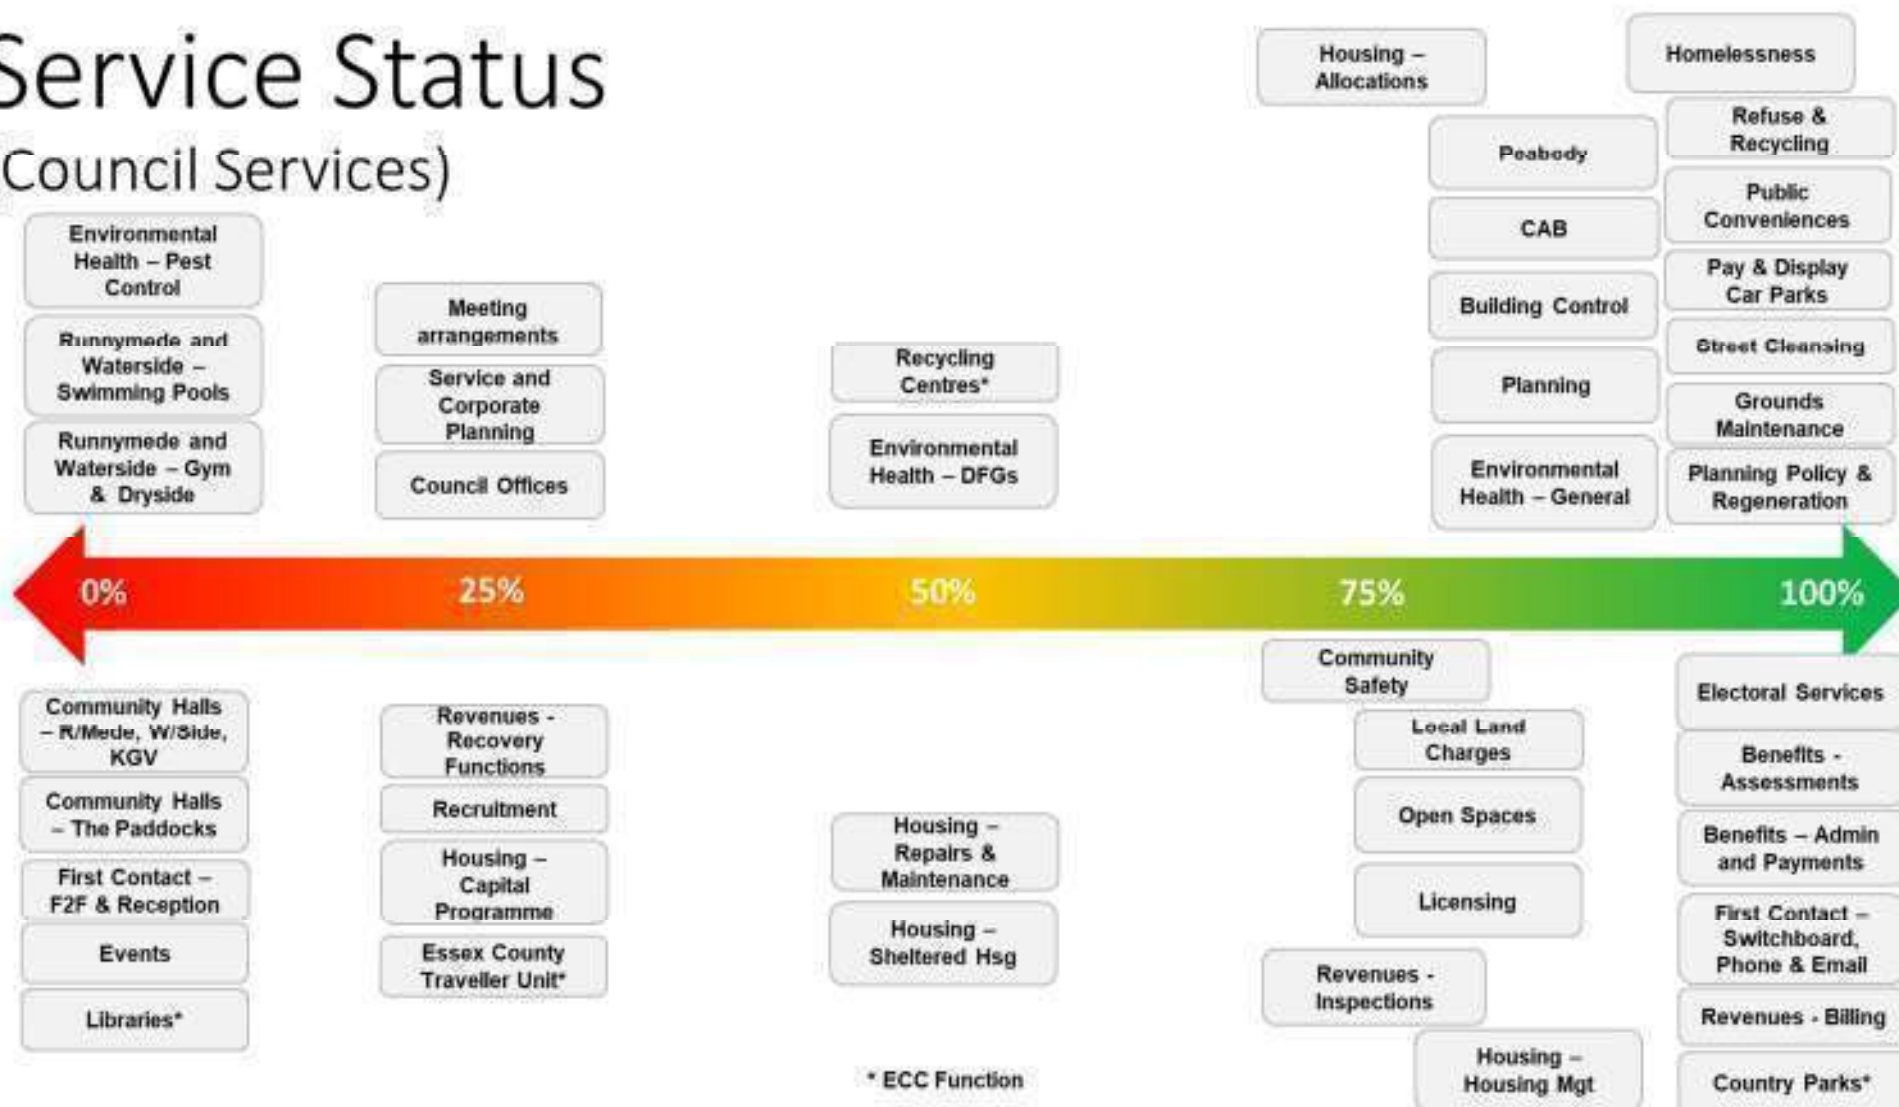 Service Status
(Council Services)
Housing –
Allocations
Homelessness
Refuse &
Recycling
Peabody
Public
Conveniences
CAB
Pay & Display
Car Parks
Building Control
Street Cleansing
Planning
Grounds
Maintenance
Environmental
Health – General
Planning Policy &
Regeneration
Environmental
Health – Pest
Control
Runnymede and
Waterside –
Swimming Pools
Runnymede and
Waterside – Gym
& Dryside
Meeting
arrangements
Service and
Corporate
Planning
Council Offices
Recycling
Centres*
Environmental
Health – DFGs
0%
25%
50%
75%
100%
Community Halls
– R/Mede, W/Side,
KGV
Community Halls
– The Paddocks
First Contact –
F2F & Reception
Events
Libraries*
Revenues -
Recovery
Functions
Recruitment
Housing –
Capital
Programme
Essex County
Traveller Unit*
Housing –
Repairs &
Maintenance
Housing –
Sheltered Hsg
* ECC Function
Community
Safety
Local Land
Charges
Open Spaces
Licensing
Revenues -
Inspections
Housing –
Housing Mgt
Electoral Services
Benefits -
Assessments
Benefits – Admin
and Payments
First Contact –
Switchboard,
Phone & Email
Revenues - Billing
Country Parks*